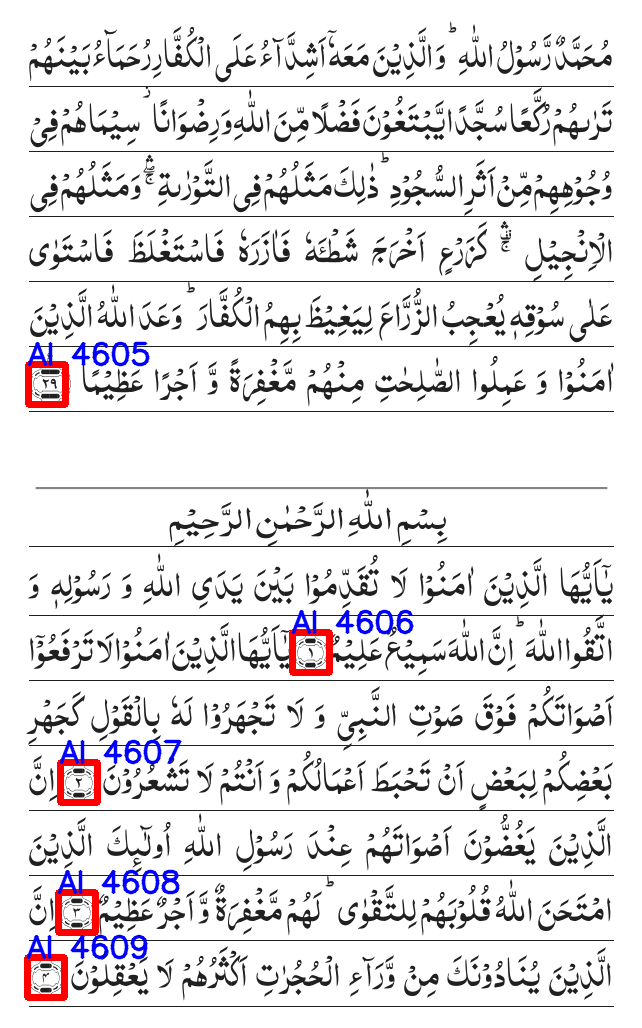 مُحَمَّدٌ رَّسُوْلُ اللّٰهِ ؕ وَالَّذِيْنَ مَعَهٗۤ اَشِدَّآءُ عَلَى الْكُفَّارِ رُحَمَآءُ بَيْنَهُمْ
تَرٰىهُمْ رُكَّعًا سُجَّدًا يَّبْتَغُوْنَ فَضْلًا مِّنَ اللّٰهِ وَرِضْوَانًا ؗ سِيْمَاهُمْ فِيْ
وُجُوْهِهِمْ مِّنْ اَثَرِ السُّجُوْدِ ؕ ذٰلِكَ مَثَلُهُمْ فِي التَّوْرٰىةِ ۛۖۚ وَمَثَلُهُمْ فِي
الْاِنْجِيْلِ ۛۚ كَزَرْعٍ اَخْرَجَ شَطْـَٔهٗ فَاٰزَرَهٗ فَاسْتَغْلَظَ فَاسْتَوٰى
عَلٰى سُوْقِهٖ يُعْجِبُ الزُّرَّاعَ لِيَغِيْظَ بِهِمُ الْكُفَّارَ ؕ وَعَدَ اللّٰهُ الَّذِيْنَ
AI 4605
اٰمَنُوْا وَ عَمِلُوا الصّٰلِحٰتِ مِنْهُمْ مَّغْفِرَةً وَّ اَجْرًا عَظِيْمًا ۲۹
بِسْمِ اللّٰهِ الرَّحْمٰنِ الرَّحِيْمِ
يٰۤاَيُّهَا الَّذِيْنَ اٰمَنُوْا لَا تُقَدِّمُوْا بَيْنَ يَدَيِ اللّٰهِ وَ رَسُوْلِهٖ وَ
AI 4606
اتَّقُوا اللّٰهَ ؕ اِنَّ اللّٰهَ سَمِيْعٌ عَلِيْمٌ ۱ يٰۤاَيُّهَا الَّذِيْنَ اٰمَنُوْا لَا تَرْفَعُوْۤا
اَصْوَاتَكُمْ فَوْقَ صَوْتِ النَّبِيِّ وَ لَا تَجْهَرُوْا لَهٗ بِالْقَوْلِ كَجَهْرِ
AI 4607
بَعْضِكُمْ لِبَعْضٍ اَنْ تَحْبَطَ اَعْمَالُكُمْ وَ اَنْتُمْ لَا تَشْعُرُوْنَ ۲ اِنَّ
الَّذِيْنَ يَغُضُّوْنَ اَصْوَاتَهُمْ عِنْدَ رَسُوْلِ اللّٰهِ اُولٰٓئِكَ الَّذِيْنَ
AI 4608
امْتَحَنَ اللّٰهُ قُلُوْبَهُمْ لِلتَّقْوٰى ؕ لَهُمْ مَّغْفِرَةٌ وَّ اَجْرٌ عَظِيْمٌ ۳ اِنَّ
AI 4609
الَّذِيْنَ يُنَادُوْنَكَ مِنْ وَّرَآءِ الْحُجُرٰتِ اَكْثَرُهُمْ لَا يَعْقِلُوْنَ ۴